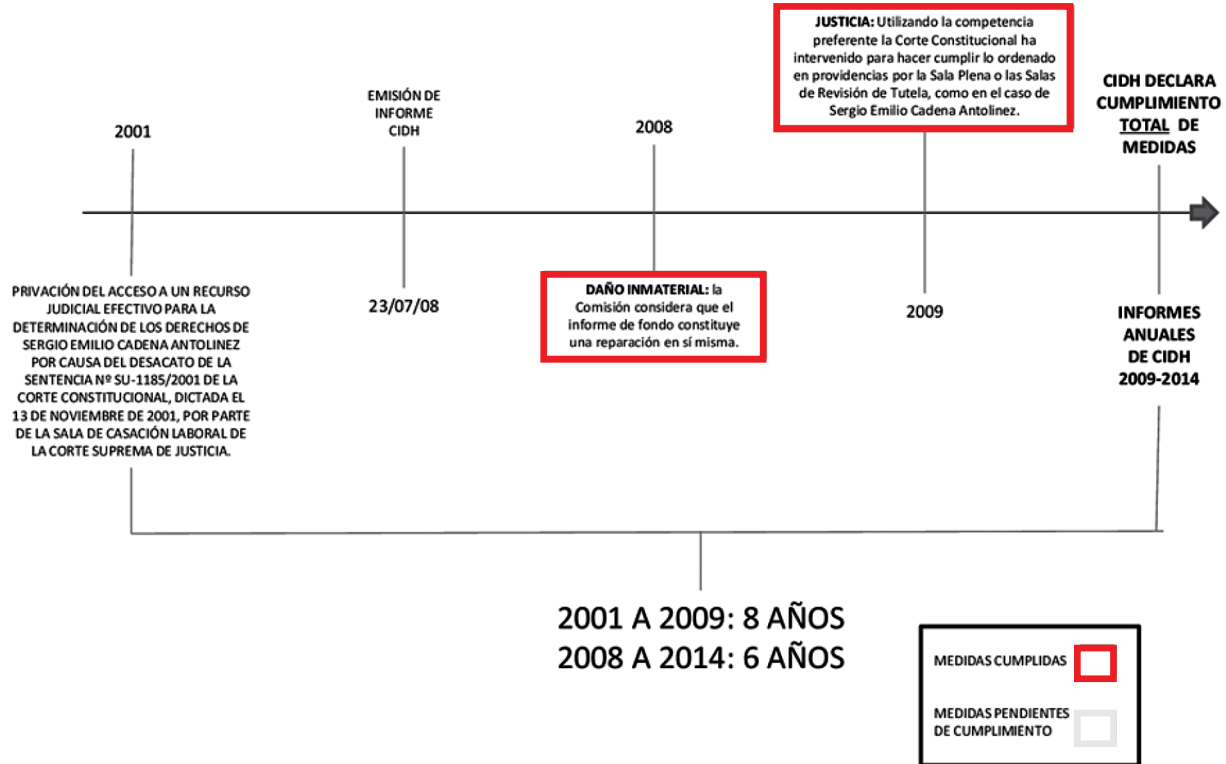 2001
PRIVACIÓN DEL ACCESO A UN RECURSO
JUDICIAL EFECTIVO PARA LA
DETERMINACIÓN DE LOS DERECHOS DE
SERGIO EMILIO CADENA ANTOLINEZ
POR CAUSA DEL DESACATO DE LA
SENTENCIA Nº SU-1185/2001 DE LA
CORTE CONSTITUCIONAL, DICTADA EL
13 DE NOVIEMBRE DE 2001, POR PARTE
DE LA SALA DE CASACIÓN LABORAL DE
LA CORTE SUPREMA DE JUSTICIA.
EMISIÓN DE
INFORME
CIDH
23/07/08
2008
DAÑO INMATERIAL: la
Comisión considera que el
informe de fondo constituye
una reparación en sí misma.
JUSTICIA: Utilizando la competencia
preferente la Corte Constitucional ha
intervenido para hacer cumplir lo ordenado
en providencias por la Sala Plena o las Salas
de Revisión de Tutela, como en el caso de
Sergio Emilio Cadena Antolinez.
2009
CIDH DECLARA
CUMPLIMIENTO
TOTAL DE
MEDIDAS
INFORMES
ANUALES
DE CIDH
2009-2014
2001 A 2009: 8 AÑOS
2008 A 2014: 6 AÑOS
MEDIDAS CUMPLIDAS
MEDIDAS PENDIENTES
DE CUMPLIMIENTO